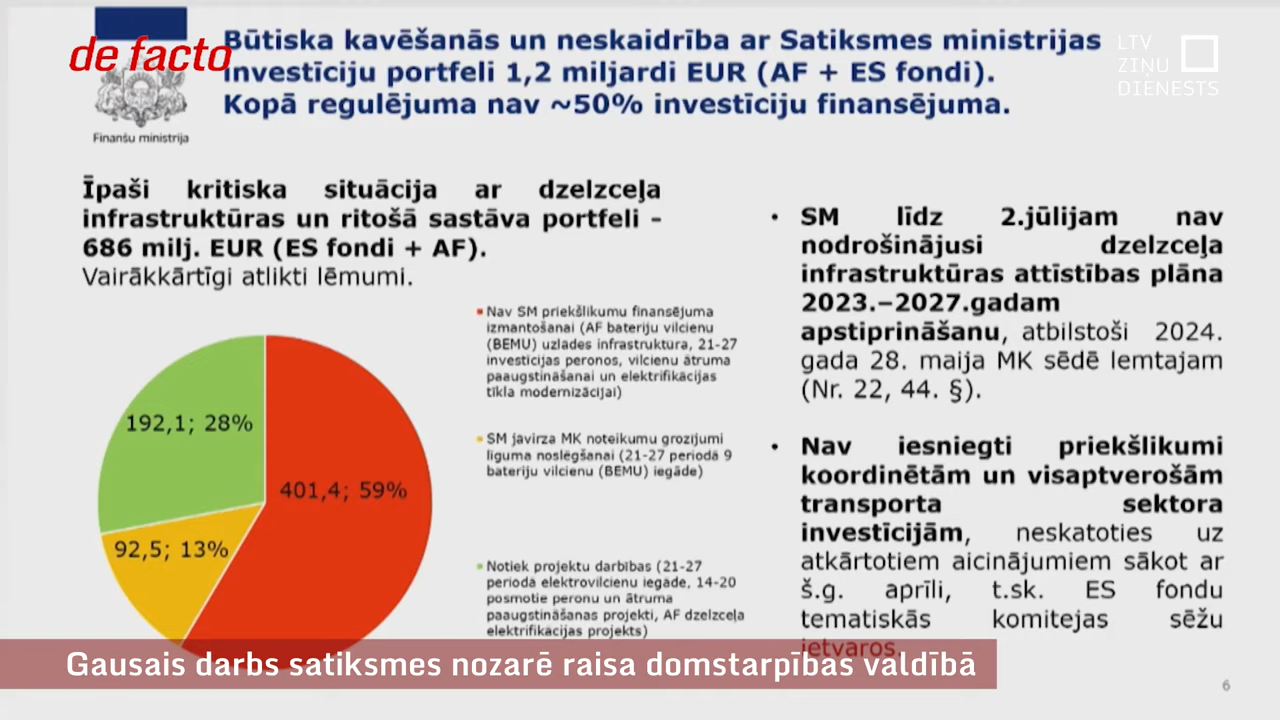 de facto
LTV
ZIŅU
DIENESTS
Finanšu ministrija
Būtiska kavēšanās un neskaidrība ar Satiksmes ministrijas
investīciju portfeli 1,2 miljardi EUR (AF + ES fondi).
Kopā regulējuma nav ~50% investīciju finansējuma.
Īpaši kritiska situācija ar dzelzceļa
infrastruktūras un ritošā sastāva portfeli –
686 milj. EUR (ES fondi + AF).
Vairākkārtīgi atlikti lēmumi.
192,1; 28%
401,4; 59%
92,5; 13%
Nav SM priekšlikumu finansējuma
izmantošanai (AF bateriju vilcienu
(BEMU) uzlādes infrastruktūra, 21-27
investīcijas peronos, vilcienu ātruma
paaugstināšanai un elektrifikācijas
tīkla modernizācijai)
SM jāvirza MK noteikumu grozījumi
līguma noslēgšanai (21-27 periodā 9
bateriju vilcienu (BEMU) iegāde)
Notiek projektu darbības (21-27
perioda elektrovilcienu iegāde, 14-20
posmotie peronu un ātruma
paaugstināšanas projekti, AF dzelzceļa
elektrifikācijas projekts)
• SM līdz 2.jūlijam nav
nodrošinājusi dzelzceļa
infrastruktūras attīstības plāna
2023.–2027.gadam
apstiprināšanu, atbilstoši 2024.
gada 28. maija MK sēdē lemtajam
(Nr. 22, 44. §).
• Nav iesniegti priekšlikumi
koordinētām un visaptverošām
transporta sektora
investīcijām, neskatoties uz
atkārtotiem aicinājumiem sākot ar
š.g. aprīli, t.sk. ES fondu
tematiskās komitejas sēžu
ietvaros.
Gausais darbs satiksmes nozarē raisa domstarpības valdībā
6